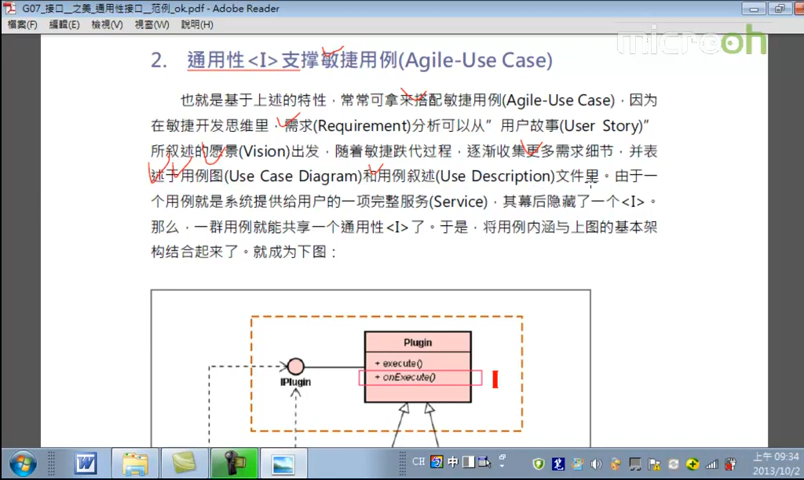 G07_接口__之美_通用性接口__范例_ok.pdf - Adobe Reader
檔案(F) 編輯(E) 檢視(V) 視窗(W) 說明(H)
microoh
2. 通用性<I>支撑敏捷用例(Agile-Use Case)
也就是基于上述的特性，常常可拿来搭配敏捷用例(Agile-Use Case)，因为
在敏捷开发思维里，需求(Requirement)分析可以从”用户故事(User Story)”
所叙述的愿景(Vision)出发，随着敏捷跌代过程，逐渐收集更多需求细节，并表
述于用例图(Use Case Diagram)和用例叙述(Use Description)文件里。由于一
个用例就是系统提供给用户的一项完整服务(Service)，其幕后隐藏了一个<I>。
那么，一群用例就能共享一个通用性<I>了。于是，将用例内涵与上图的基本架
构结合起来了。就成为下图：
Plugin
+ execute()
+ onExecute()
IPlugin
I
CH 中
上午 09:34
2013/10/2